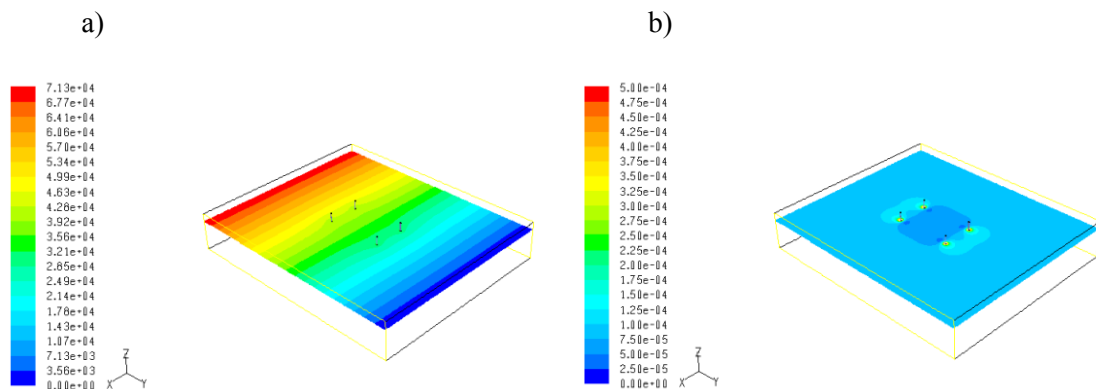 a)
b)
7.13e+04
6.77e+04
6.41e+04
6.06e+04
5.70e+04
5.34e+04
4.99e+04
4.63e+04
4.28e+04
3.92e+04
3.56e+04
3.21e+04
2.85e+04
2.49e+04
2.14e+04
1.78e+04
1.43e+04
1.07e+04
7.13e+03
3.56e+03
0.00e+00
Z
X
Y
5.00e-04
4.75e-04
4.50e-04
4.25e-04
4.00e-04
3.75e-04
3.50e-04
3.25e-04
3.00e-04
2.75e-04
2.50e-04
2.25e-04
2.00e-04
1.75e-04
1.50e-04
1.25e-04
1.00e-04
7.50e-05
5.00e-05
2.50e-05
0.00e+00
Z
X
Y